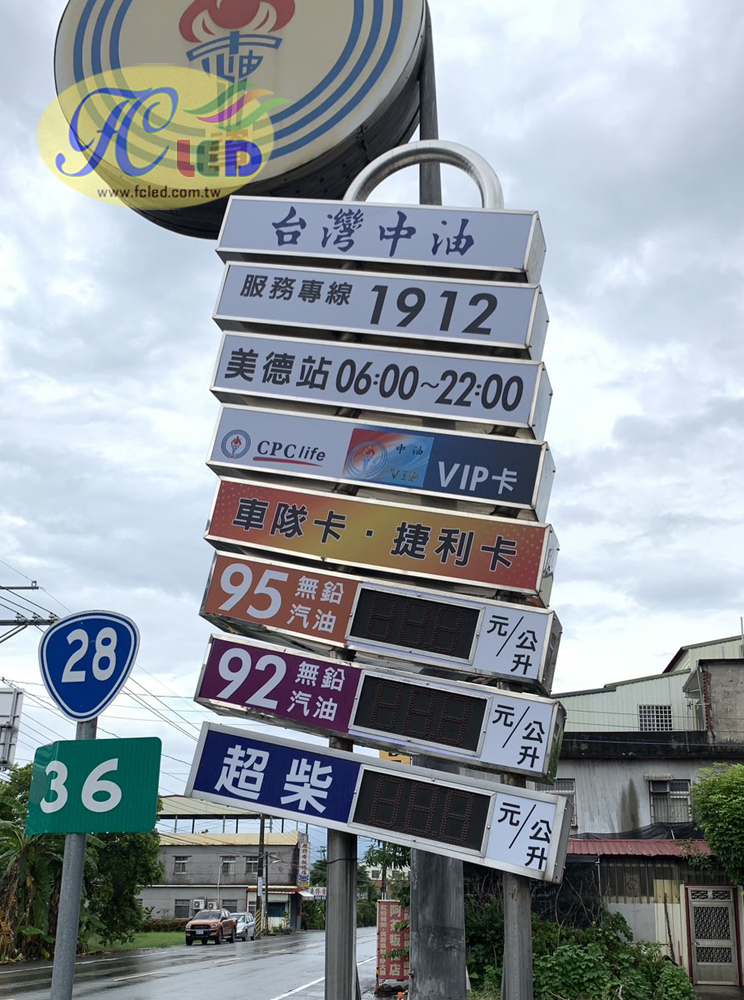 中油
FC LED
www.fcled.com.tw
台灣中油
服務專線 1912
美德站 06:00~22:00
CPC life 中油 VIP VIP卡
車隊卡·捷利卡
95 無鉛汽油 元/公升
92 無鉛汽油 元/公升
超柴 元/公升
28
36